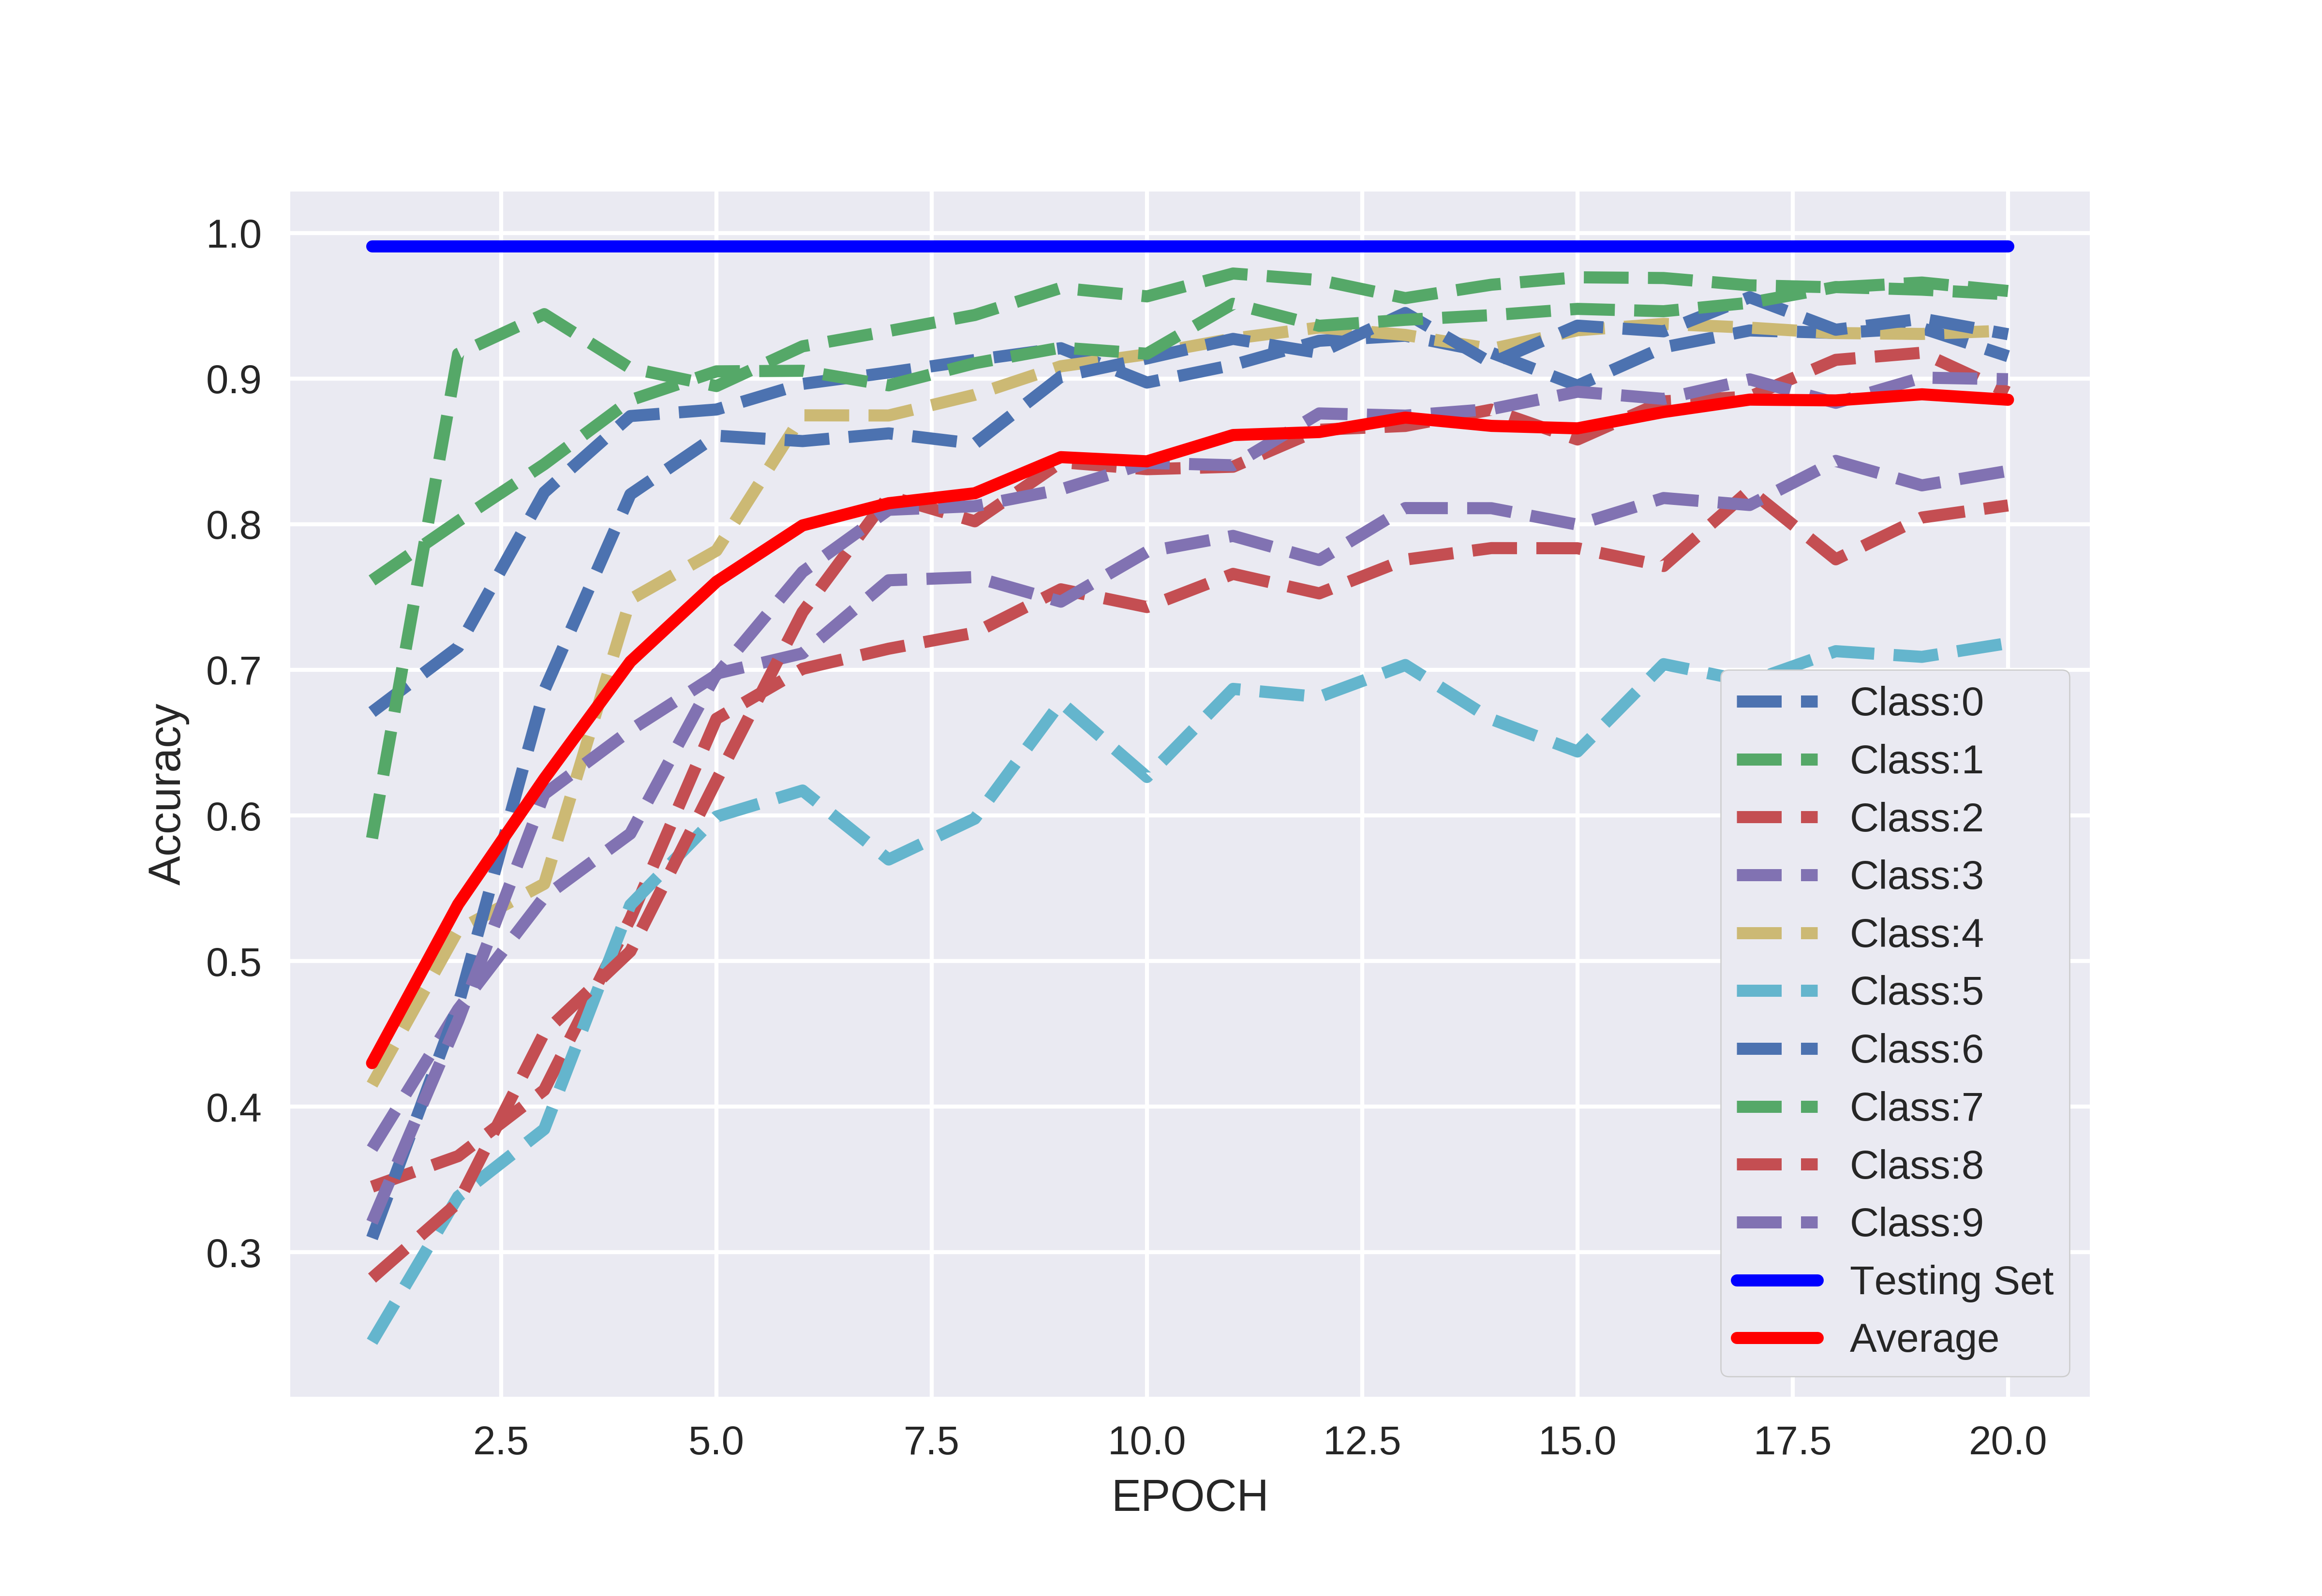 1.0
0.9
0.8
0.7
0.6
0.5
0.4
0.3
Accuracy
2.5 5.0 7.5 10.0 12.5 15.0 17.5 20.0
EPOCH
Class:0
Class:1
Class:2
Class:3
Class:4
Class:5
Class:6
Class:7
Class:8
Class:9
Testing Set
Average